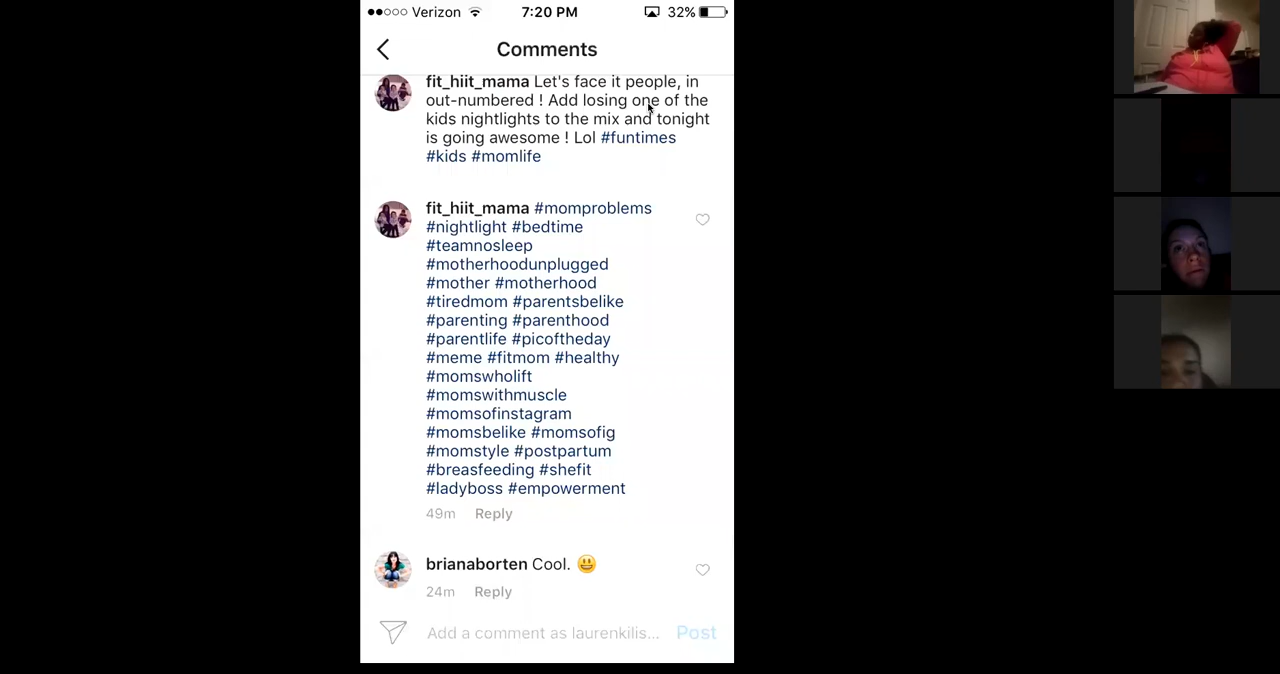 Verizon 7:20 PM 32%
Comments
fit_hiit_mama Let's face it people, in
out-numbered ! Add losing one of the
kids nightlights to the mix and tonight
is going awesome ! Lol #funtimes
#kids #momlife
fit_hiit_mama #momproblems
#nightlight #bedtime
#teamnosleep
#motherhoodunplugged
#mother #motherhood
#tiredmom #parentsbelike
#parenting #parenthood
#parentlife #picoftheday
#meme #fitmom #healthy
#momswholift
#momswithmuscle
#momsofinstagram
#momsbelike #momsofig
#momstyle #postpartum
#breasfeeding #shefit
#ladyboss #empowerment
49m Reply
brianaborten Cool. 😃
24m Reply
Add a comment as laurenkilis... Post